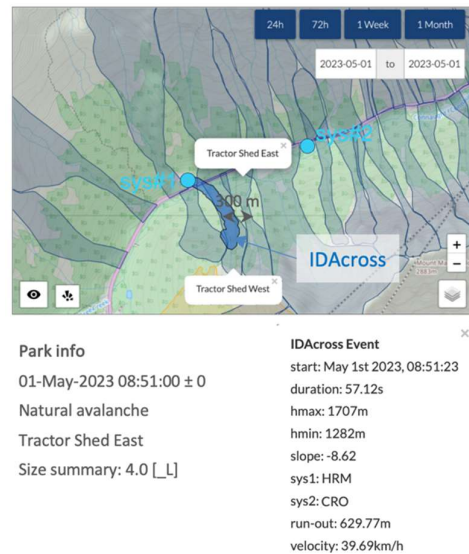 24h 72h 1 Week 1 Month
2023-05-01 to 2023-05-01
Tractor Shed East ×
sys#2
sys#1
300 m
IDAcross
Tractor Shed West ×
+
−
Park info
01-May-2023 08:51:00 ± 0
Natural avalanche
Tractor Shed East
Size summary: 4.0 [_L]
×
IDAcross Event
start: May 1st 2023, 08:51:23
duration: 57.12s
hmax: 1707m
hmin: 1282m
slope: -8.62
sys1: HRM
sys2: CRO
run-out: 629.77m
velocity: 39.69km/h